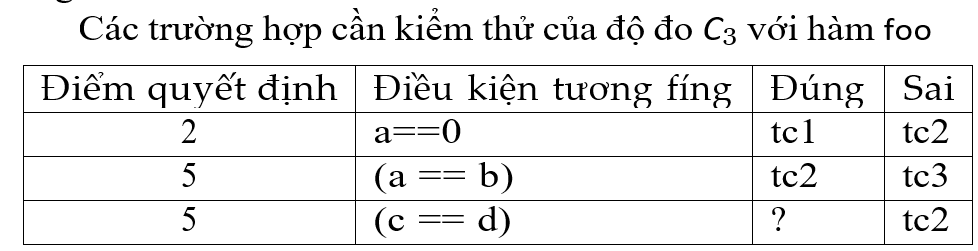 Các trường hợp cần kiểm thử của độ đo C₃ với hàm foo
Điểm quyết định Điều kiện tương fíng Đúng Sai
2 a==0 tc1 tc2
5 (a == b) tc2 tc3
5 (c == d) ? tc2